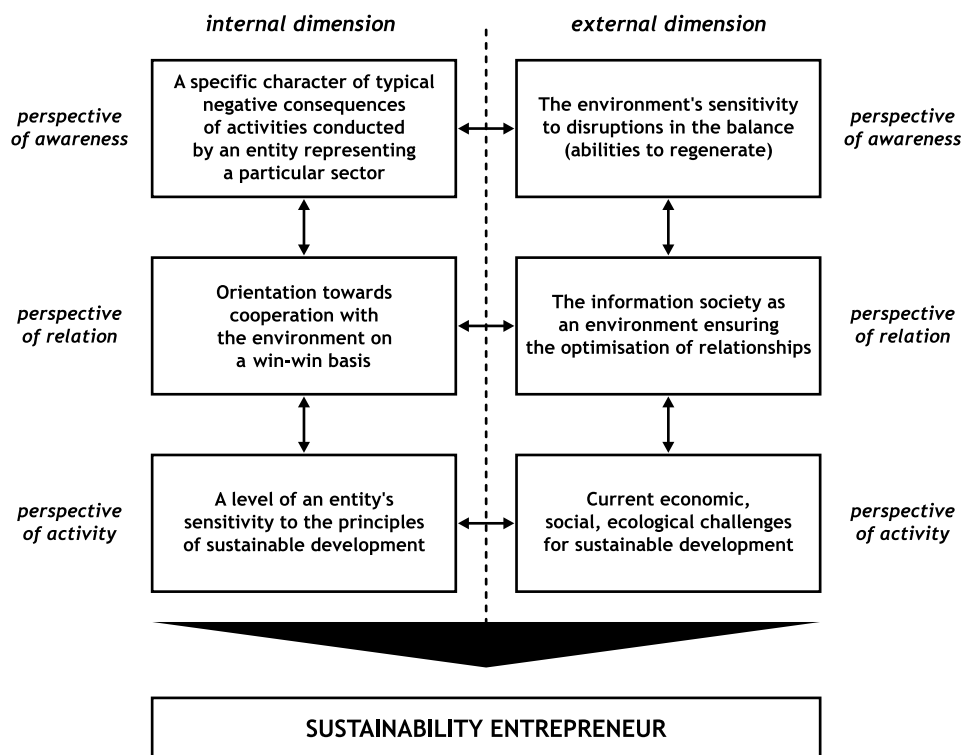 internal dimension
external dimension
perspective
of awareness
A specific character of typical
negative consequences
of activities conducted
by an entity representing
a particular sector
The environment's sensitivity
to disruptions in the balance
(abilities to regenerate)
perspective
of awareness
perspective
of relation
Orientation towards
cooperation with
the environment on
a win-win basis
The information society as
an environment ensuring
the optimisation of relationships
perspective
of relation
perspective
of activity
A level of an entity's
sensitivity to the principles
of sustainable development
Current economic,
social, ecological challenges
for sustainable development
perspective
of activity
SUSTAINABILITY ENTREPRENEUR